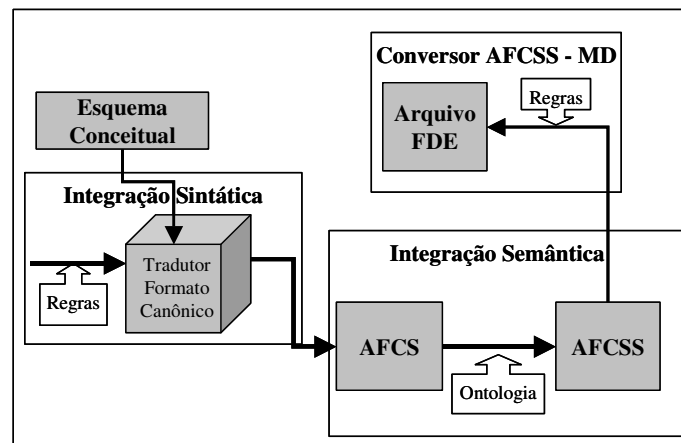 Conversor AFCSS - MD
Esquema
Conceitual
Arquivo
FDE
Regras
Integração Sintática
Tradutor
Formato
Canônico
Regras
Integração Semântica
AFCS
AFCSS
Ontologia